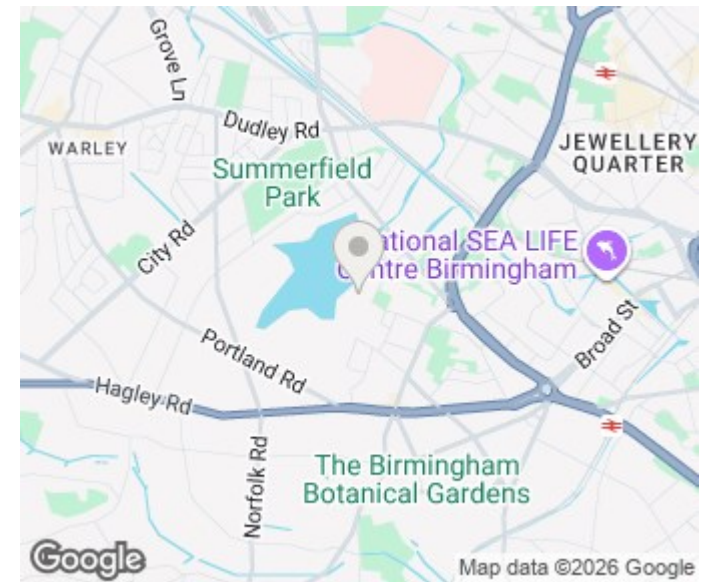 Grove Ln
Dudley Rd
WARLEY
JEWELLERY
QUARTER
Summerfield
Park
City Rd
ational SEA LIFE
ntre Birmingham
Broad St
Portland Rd
Hagley Rd
Norfolk Rd
The Birmingham
Botanical Gardens
Google
Map data ©2026 Google